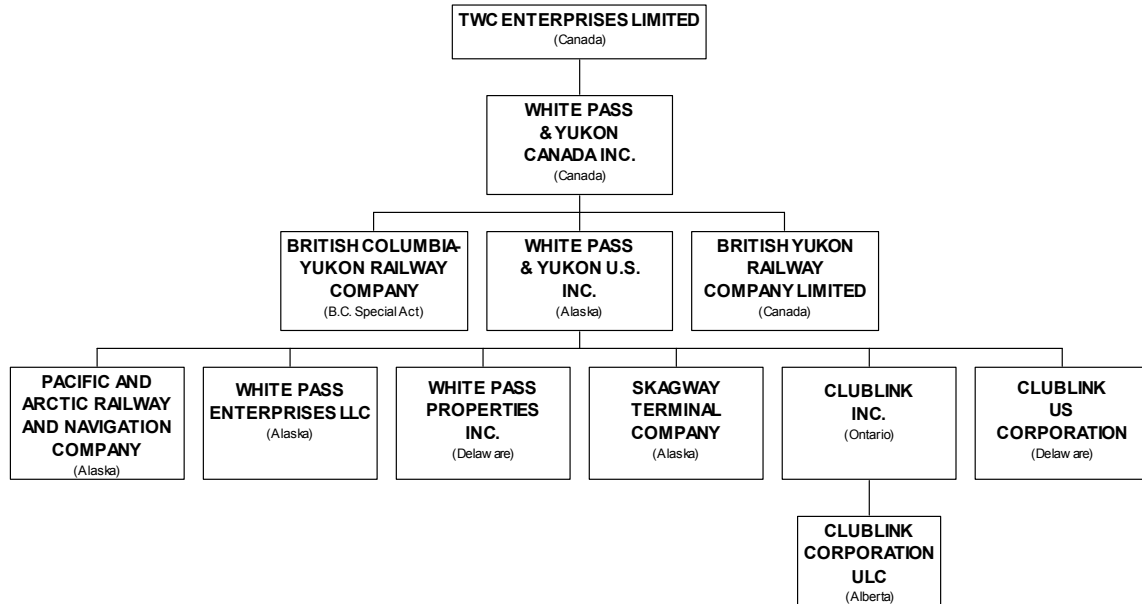 TWC ENTERPRISES LIMITED
(Canada)
WHITE PASS
& YUKON
CANADA INC.
(Canada)
BRITISH COLUMBIA-
YUKON RAILWAY
COMPANY
(B.C. Special Act)
WHITE PASS
& YUKON U.S.
INC.
(Alaska)
BRITISH YUKON
RAILWAY
COMPANY LIMITED
(Canada)
PACIFIC AND
ARCTIC RAILWAY
AND NAVIGATION
COMPANY
(Alaska)
WHITE PASS
ENTERPRISES LLC
(Alaska)
WHITE PASS
PROPERTIES
INC.
(Delaware)
SKAGWAY
TERMINAL
COMPANY
(Alaska)
CLUBLINK
INC.
(Ontario)
CLUBLINK
US
CORPORATION
(Delaware)
CLUBLINK
CORPORATION
ULC
(Alberta)